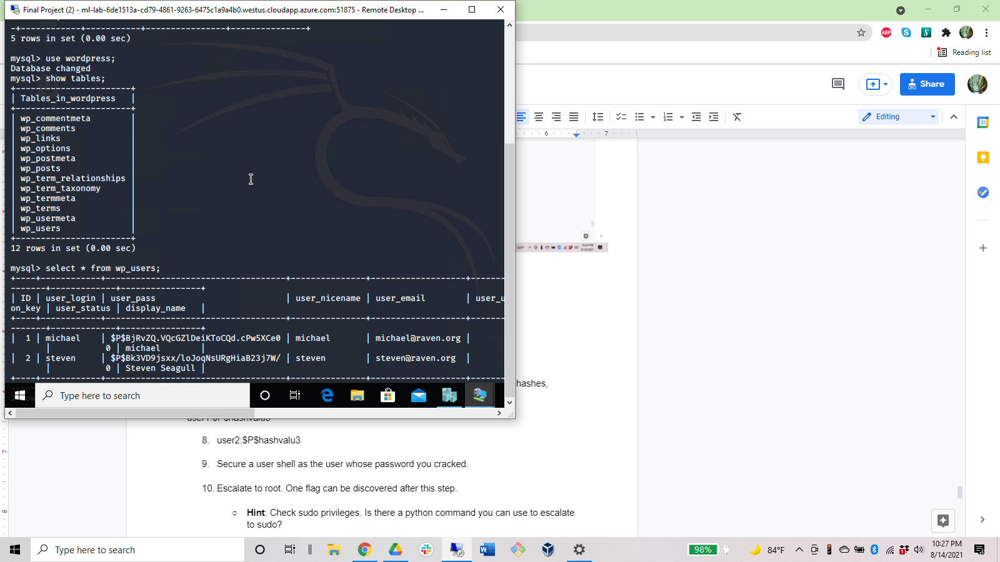 Final Project (2) - ml-lab-6de1513a-cd79-4861-9263-6475c1a9a4b0.westus.cloudapp.azure.com:51875 - Remote Desktop ...
-+------------+-----------+----------------+---------------+
5 rows in set (0.00 sec)
mysql> use wordpress;
Database changed
mysql> show tables;
+-----------------------+
| Tables_in_wordpress |
+-----------------------+
| wp_commentmeta |
| wp_comments |
| wp_links |
| wp_options |
| wp_postmeta |
| wp_posts |
| wp_term_relationships |
| wp_term_taxonomy |
| wp_termmeta |
| wp_terms |
| wp_usermeta |
| wp_users |
+-----------------------+
12 rows in set (0.00 sec)
mysql> select * from wp_users;
| ID | user_login | user_pass | user_nicename | user_email | user_u
on_key | user_status | display_name |
| 1 | michael | $P$BjRvZQ.VQcGZlDeiKToCQd.cPw5XCe0 | michael | michael@raven.org |
| 0 | michael |
| 2 | steven | $P$Bk3VD9jsxx/loJoqNsURgHiaB23j7W/ | steven | steven@raven.org |
| 0 | Steven Seagull |
Type here to search
ABP
Reading list
Share
Editing
6 7
31
hashes,
8. user2:$P$hashvalu3
9. Secure a user shell as the user whose password you cracked.
10. Escalate to root. One flag can be discovered after this step.
○ Hint: Check sudo privileges. Is there a python command you can use to escalate
to sudo?
Type here to search
98%
84°F
10:27 PM
8/14/2021